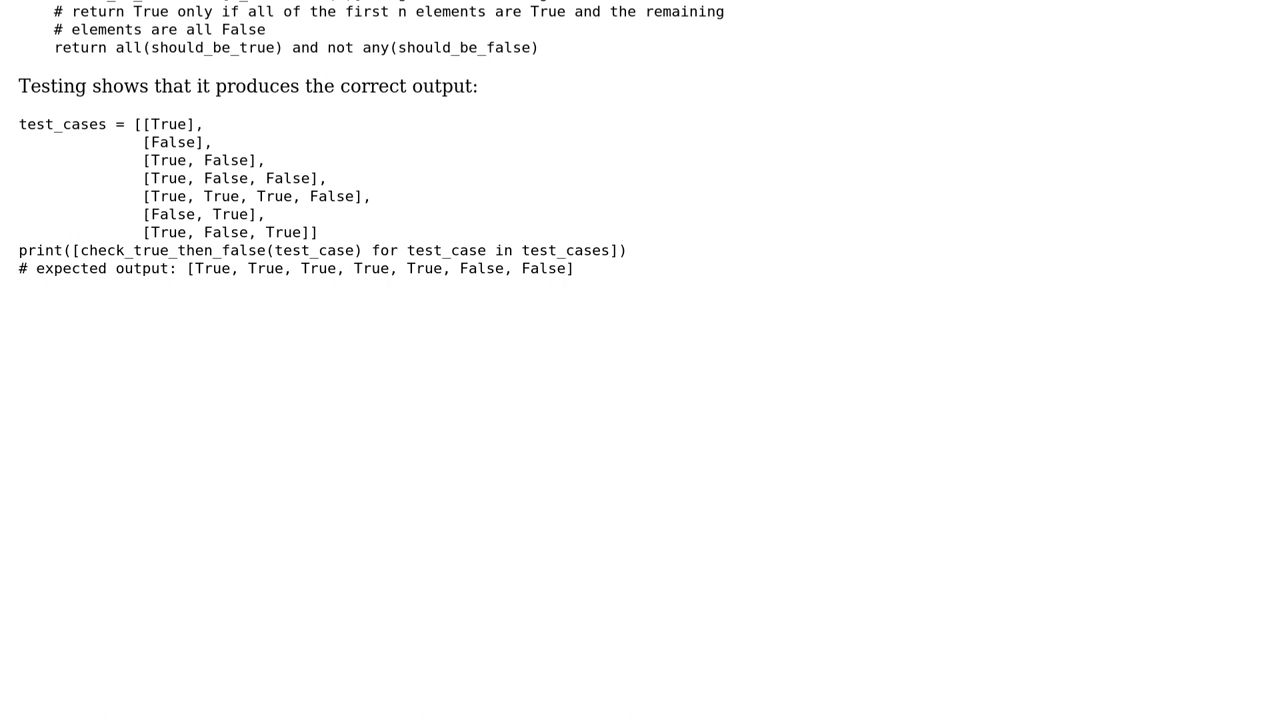 # return True only if all of the first n elements are True and the remaining
# elements are all False
return all(should_be_true) and not any(should_be_false)
Testing shows that it produces the correct output:
test_cases = [[True],
[False],
[True, False],
[True, False, False],
[True, True, True, False],
[False, True],
[True, False, True]]
print([check_true_then_false(test_case) for test_case in test_cases])
# expected output: [True, True, True, True, True, False, False]